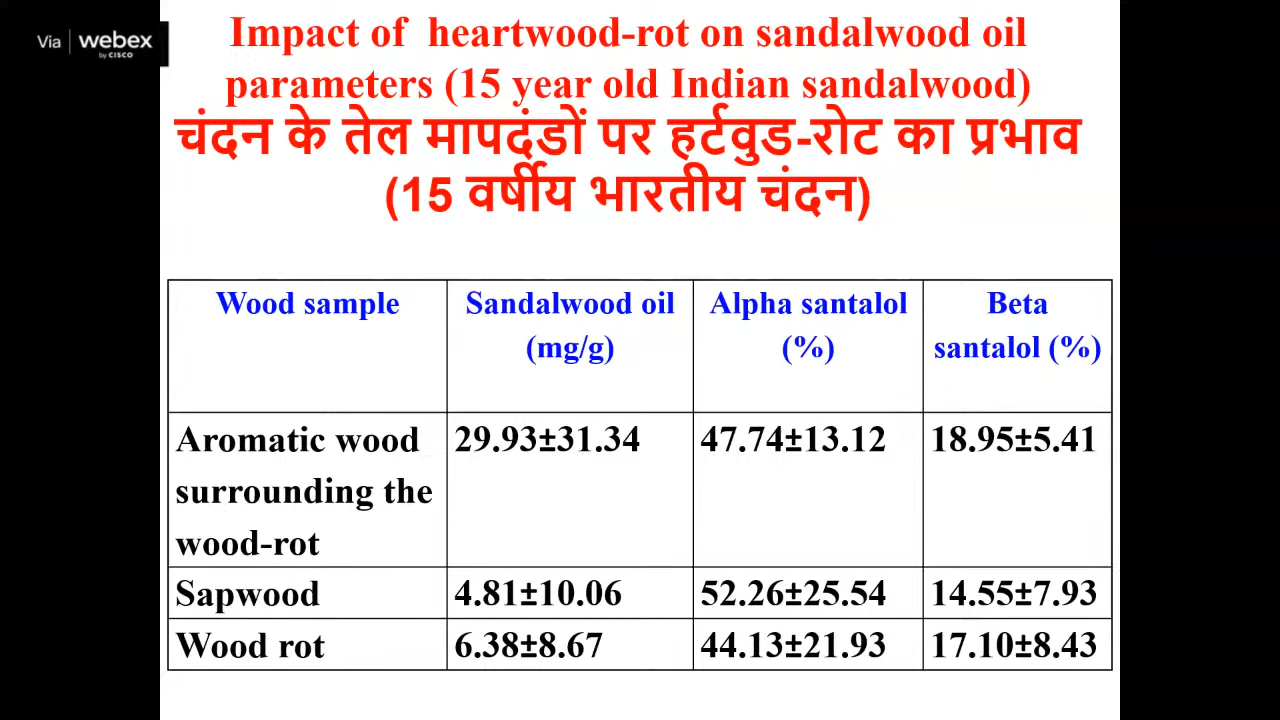 Via | webex
by CISCO
Impact of heartwood-rot on sandalwood oil
parameters (15 year old Indian sandalwood)
चंदन के तेल मापदंडों पर हर्टवुड-रोट का प्रभाव
(15 वर्षीय भारतीय चंदन)
Wood sample Sandalwood oil (mg/g) Alpha santalol (%) Beta santalol (%)
Aromatic wood surrounding the wood-rot 29.93±31.34 47.74±13.12 18.95±5.41
Sapwood 4.81±10.06 52.26±25.54 14.55±7.93
Wood rot 6.38±8.67 44.13±21.93 17.10±8.43